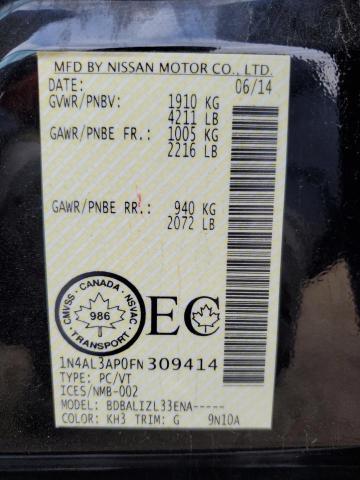 MFD BY NISSAN MOTOR CO., LTD.
DATE: 06/14
GVWR/PNBV: 1910 KG
4211 LB
GAWR/PNBE FR: 1005 KG
2216 LB
GAWR/PNBE RR: 940 KG
2072 LB
CMVSS · CANADA · NSVAC
986
TRANSPORT
EC
1N4AL3AP0FN309414
TYPE: PC/VT
ICES/NMB-002
MODEL: BDBALIZL33ENA-----
COLOR: KH3 TRIM: G 9N10A